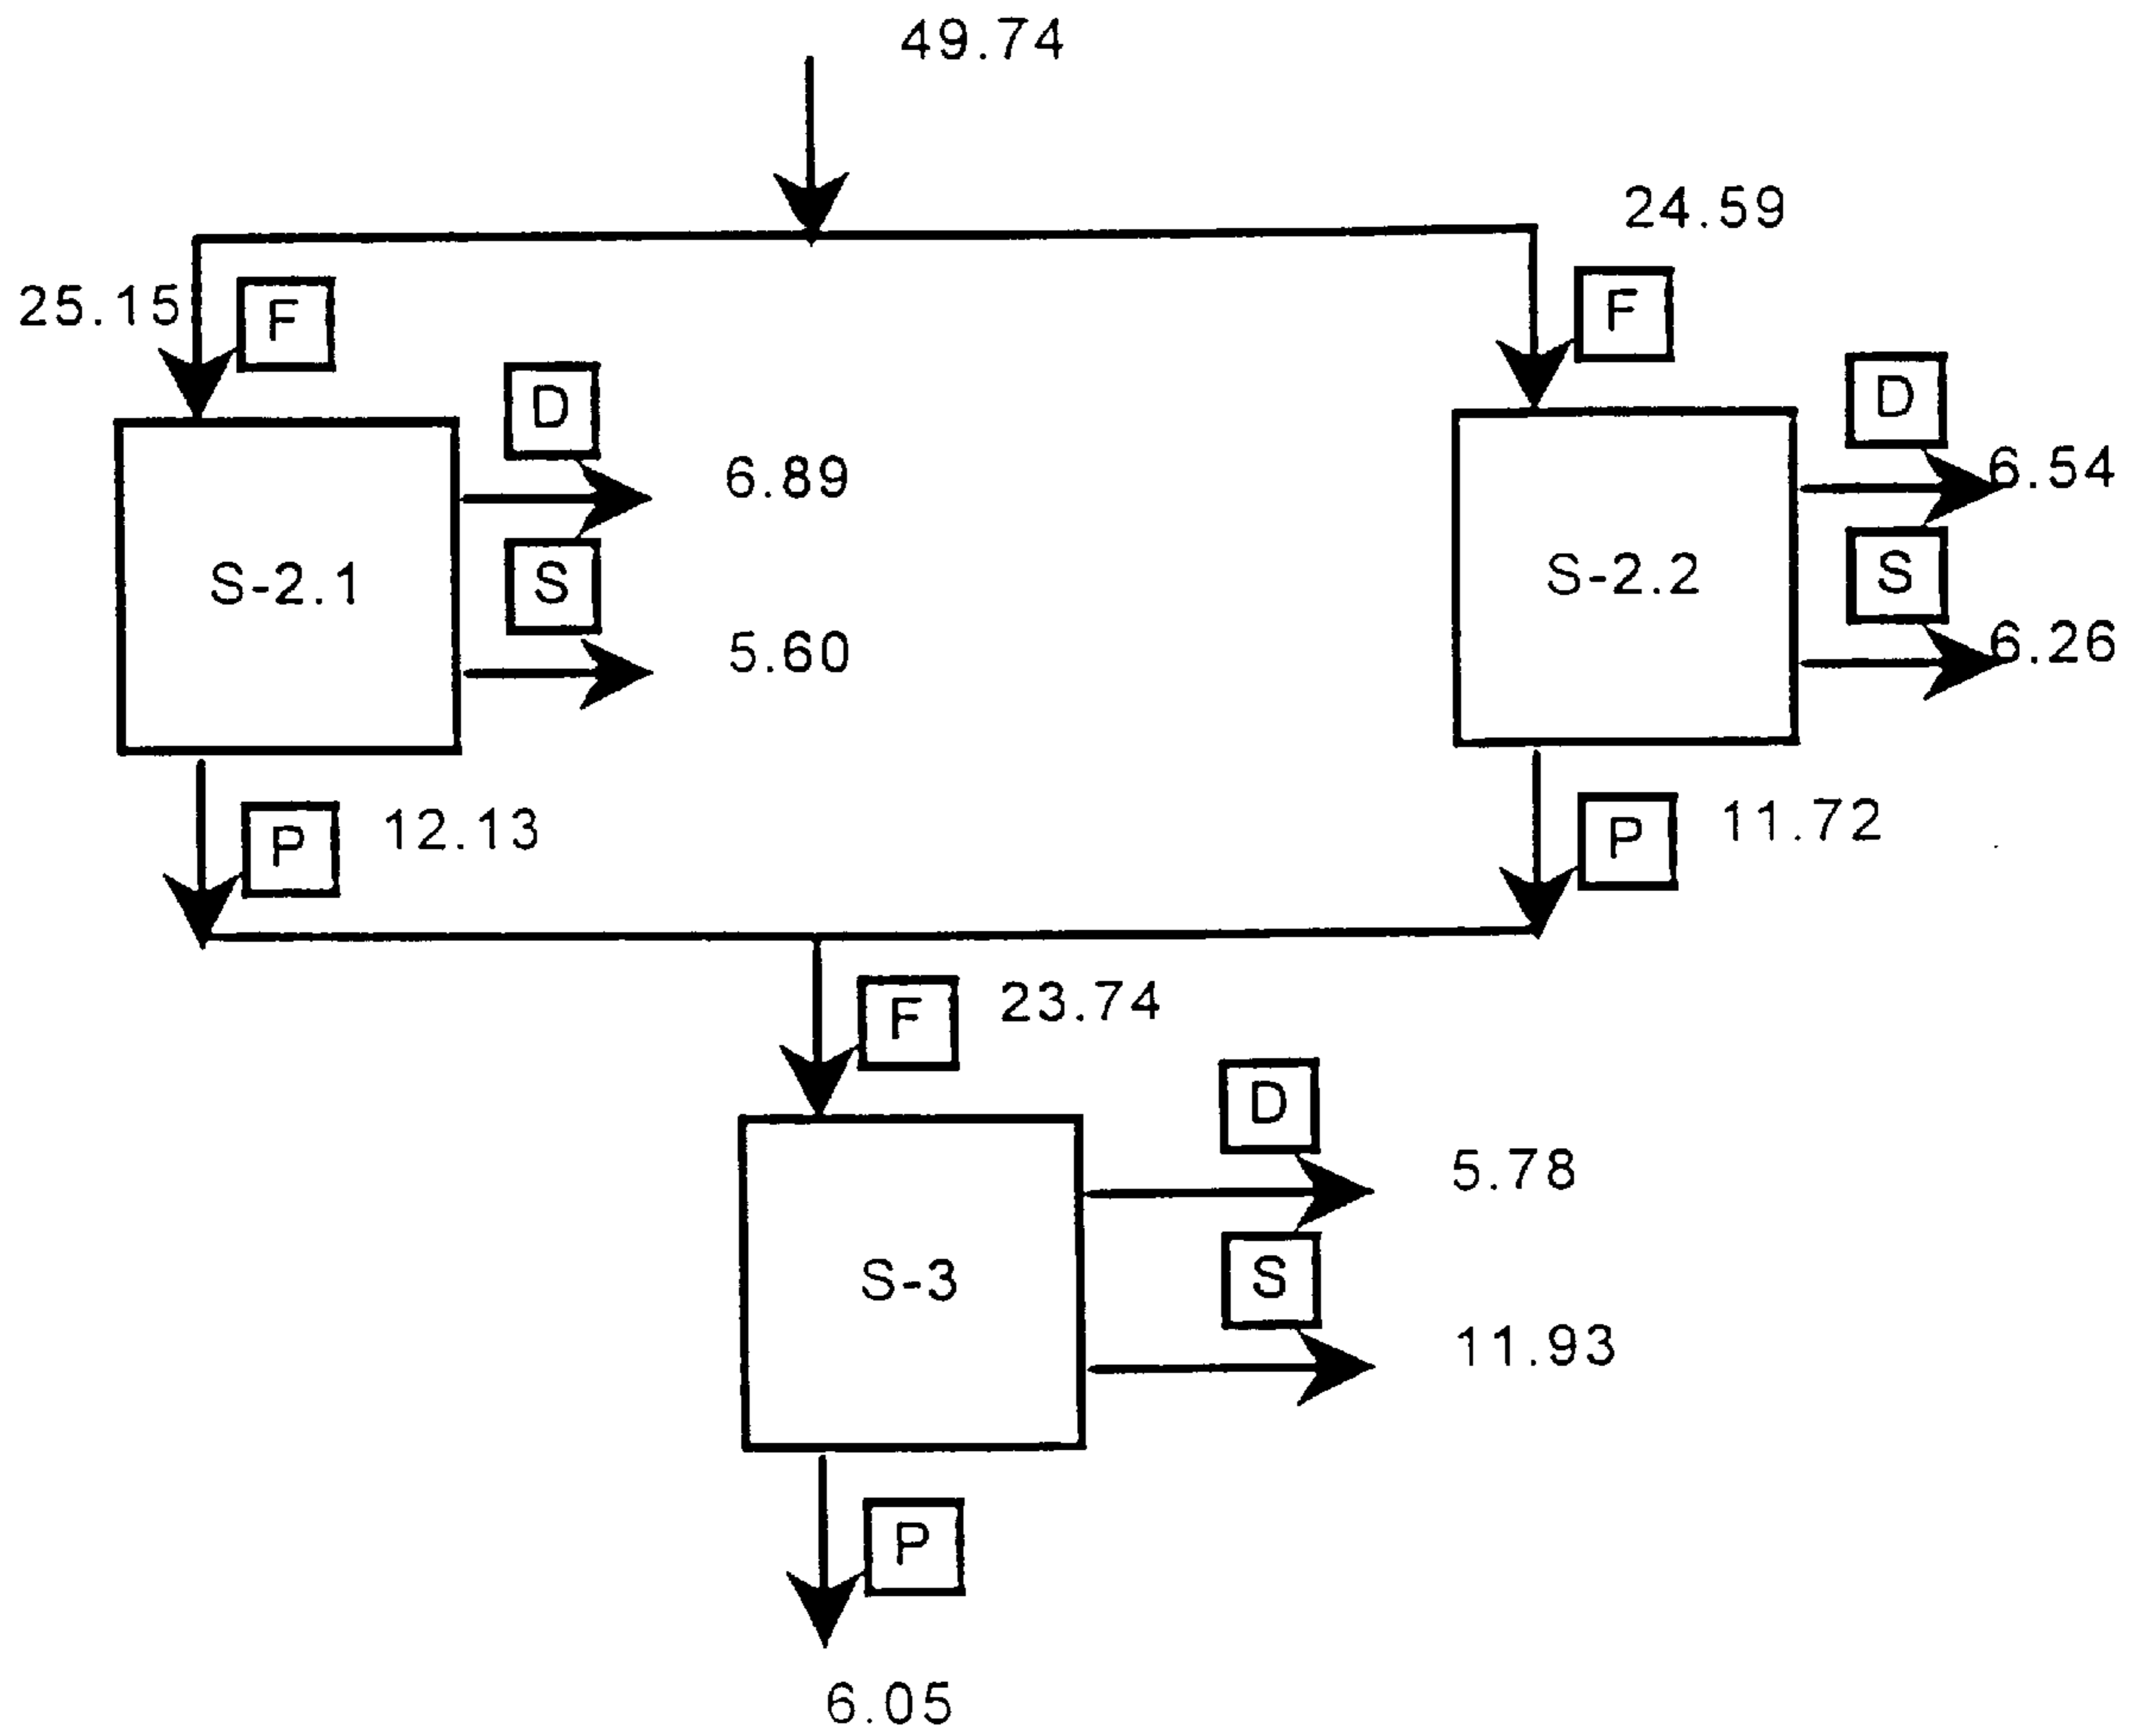 49.74
24.59
25.15
F
F
D
D
6.89
6.54
S-2.1
S
S-2.2
S
5.60
6.26
P
12.13
P
11.72
F
23.74
D
5.78
S-3
S
11.93
P
6.05